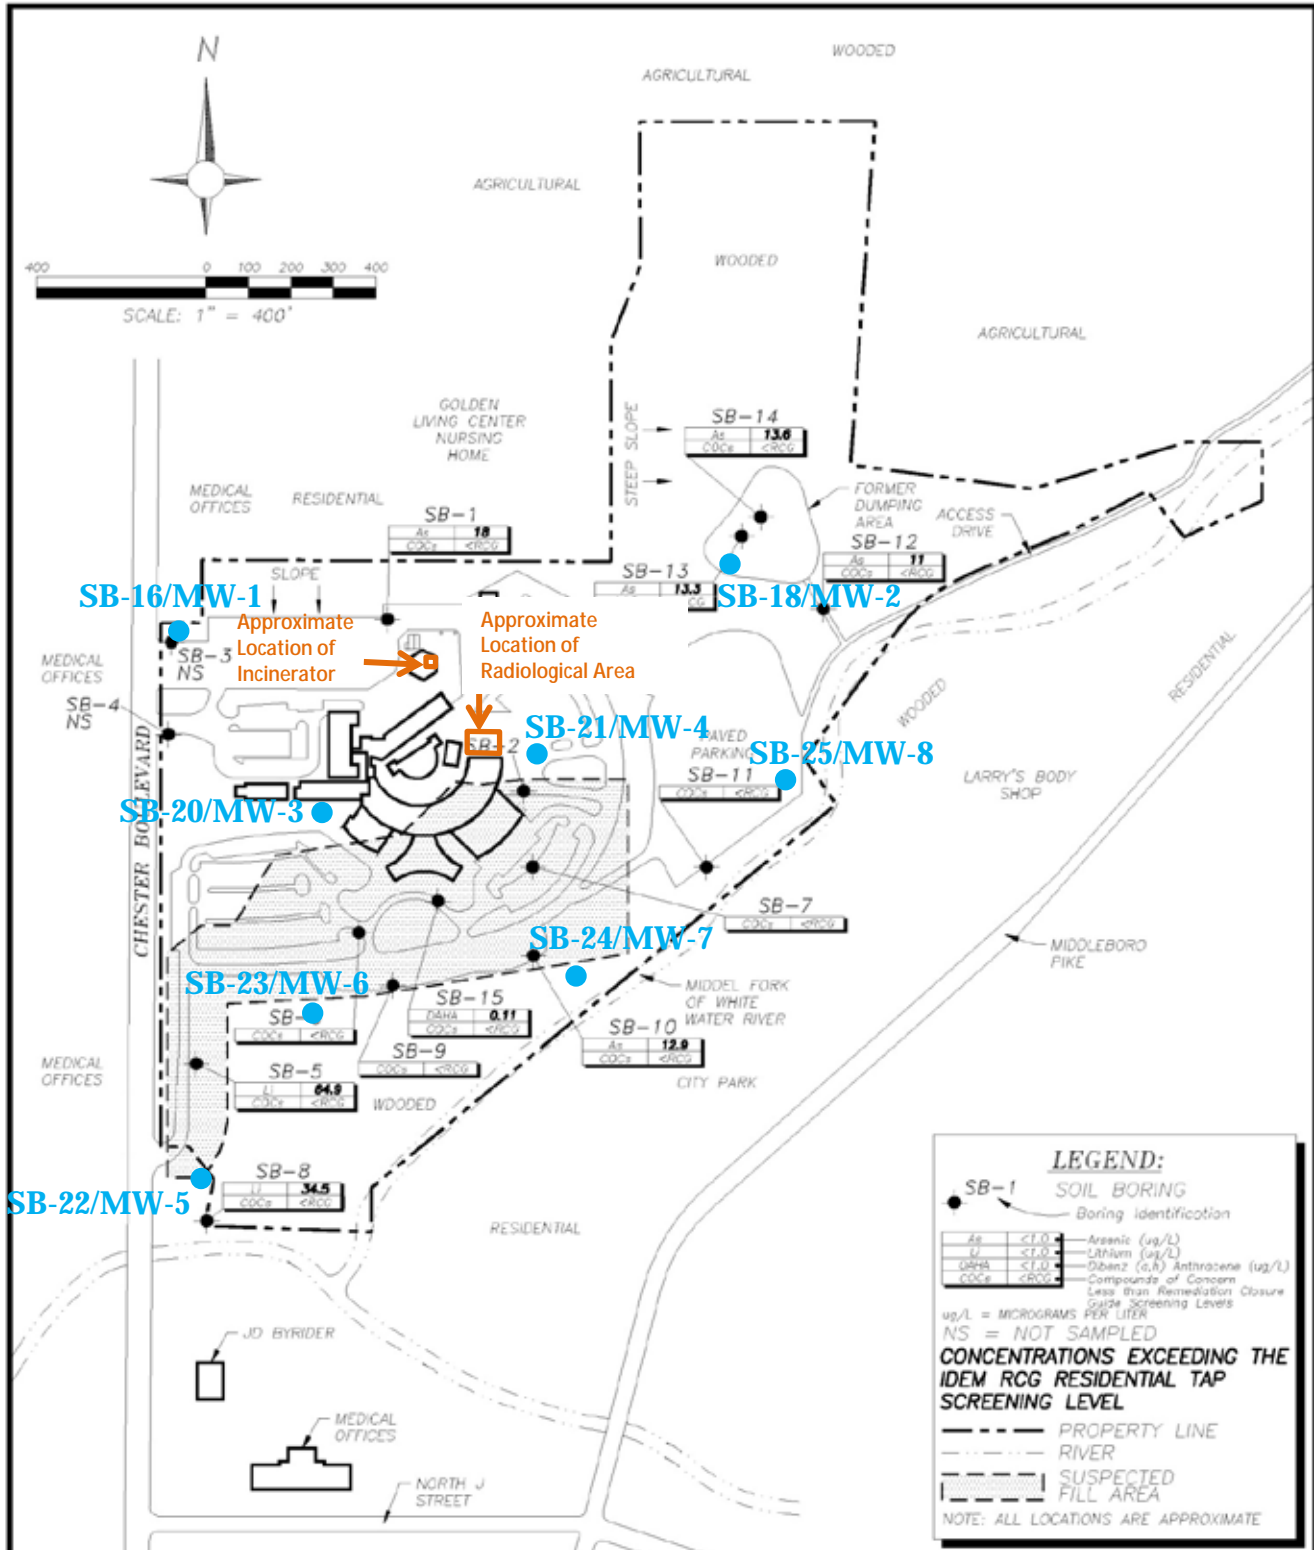 WOODED
AGRICULTURAL
N
AGRICULTURAL
WOODED
400 0 100 200 300 400
SCALE: 1" = 400'
AGRICULTURAL
GOLDEN
LIVING CENTER
NURSING
HOME
STEEP SLOPE
SB-14
As 13.6
COCs <RCG
MEDICAL
OFFICES
RESIDENTIAL
FORMER
DUMPING
AREA
ACCESS
DRIVE
SB-1
As 18
COCs <RCG
SB-12
As 11
COCs <RCG
SLOPE
SB-13
As 13.3
CG
SB-16/MW-1
SB-18/MW-2
Approximate
Location of
Incinerator
Approximate
Location of
Radiological Area
SB-3
NS
MEDICAL
OFFICES
RESIDENTIAL
SB-4
NS
WOODED
CHESTER BOULEVARD
SB-2
SB-21/MW-4
PAVED
PARKING
SB-25/MW-8
SB-11
COCs <RCG
LARRY'S BODY
SHOP
SB-20/MW-3
SB-7
COCs <RCG
SB-24/MW-7
MIDDLEBORO
PIKE
SB-23/MW-6
MIDDEL FORK
OF WHITE
WATER RIVER
SB-
COCs <RCG
SB-15
DAHA 0.11
COCs <RCG
SB-10
As 12.9
COCs <RCG
SB-9
COCs <RCG
MEDICAL
OFFICES
SB-5
Li 64.9
COCs <RCG
CITY PARK
WOODED
SB-8
Li 34.5
COCs <RCG
SB-22/MW-5
RESIDENTIAL
JD BYRIDER
MEDICAL
OFFICES
NORTH J
STREET
LEGEND:
SB-1 SOIL BORING
Boring Identification
As <1.0 Arsenic (ug/L)
Li <1.0 Lithium (ug/L)
DAHA <1.0 Dibenz (a,h) Anthracene (ug/L)
COCs <RCG Compounds of Concern
Less than Remediation Closure
Guide Screening Levels
ug/L = MICROGRAMS PER LITER
NS = NOT SAMPLED
CONCENTRATIONS EXCEEDING THE
IDEM RCG RESIDENTIAL TAP
SCREENING LEVEL
PROPERTY LINE
RIVER
SUSPECTED
FILL AREA
NOTE: ALL LOCATIONS ARE APPROXIMATE